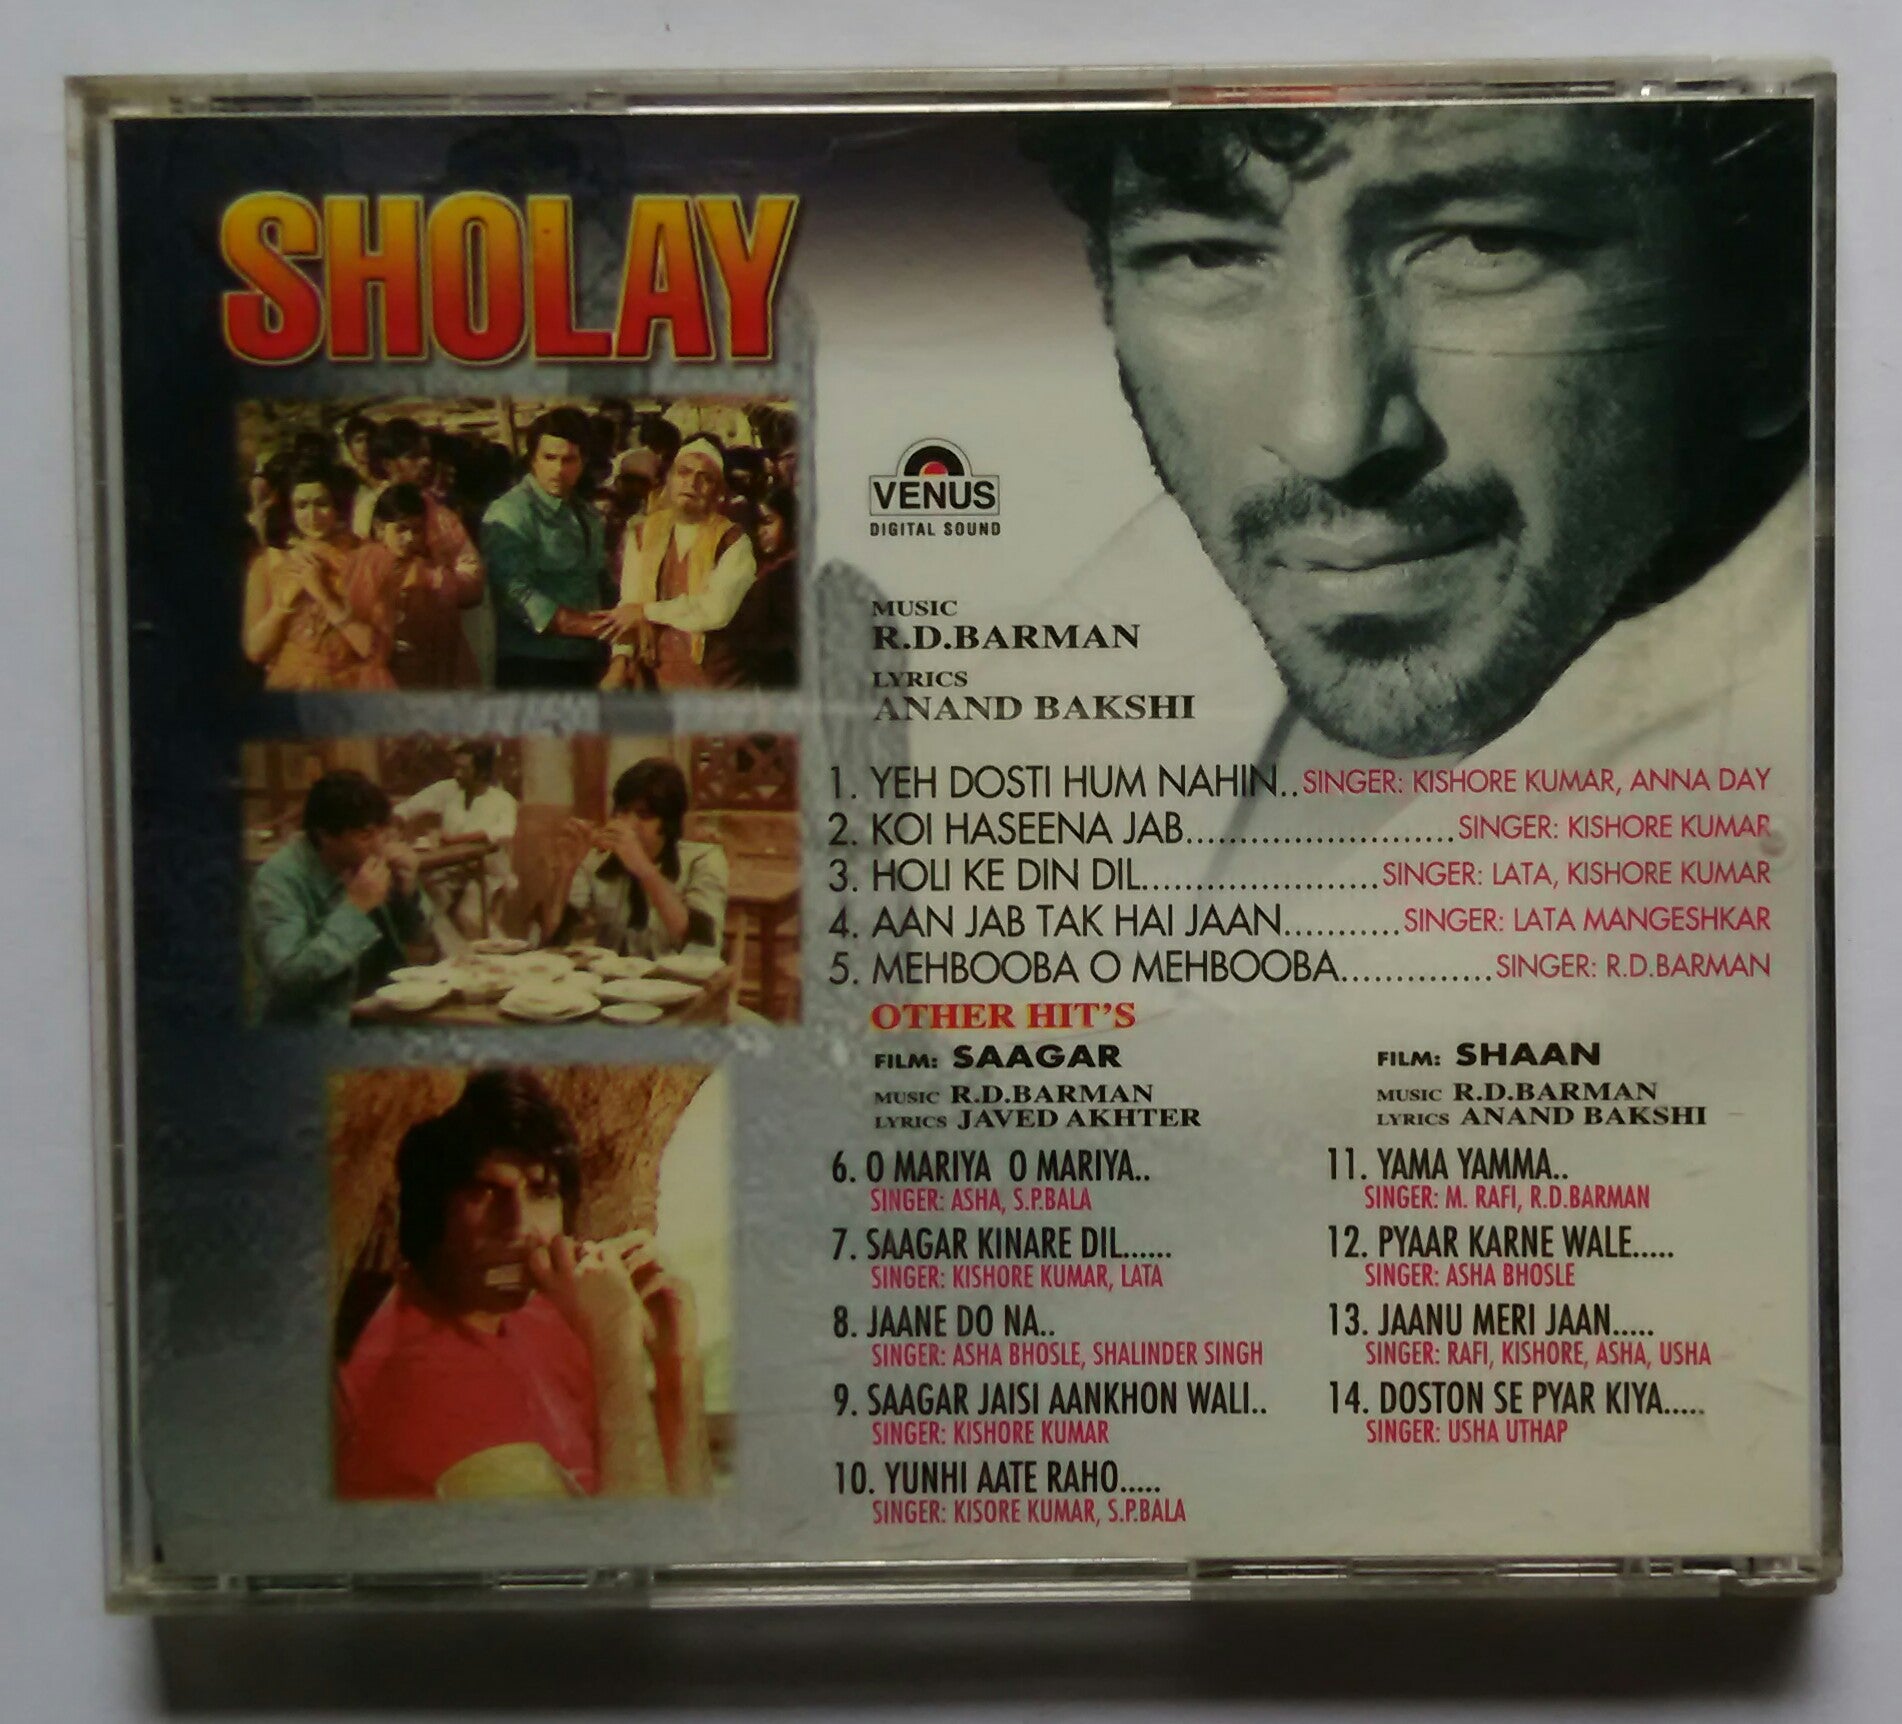 SHOLAY
VENUS
DIGITAL SOUND
MUSIC
R.D.BARMAN
LYRICS
ANAND BAKSHI
1. YEH DOSTI HUM NAHIN..SINGER: KISHORE KUMAR, ANNA DAY
2. KOI HASEENA JAB........................SINGER: KISHORE KUMAR
3. HOLI KE DIN DIL.....................SINGER: LATA, KISHORE KUMAR
4. AAN JAB TAK HAI JAAN...........SINGER: LATA MANGESHKAR
5. MEHBOOBA O MEHBOOBA..............SINGER: R.D.BARMAN
OTHER HIT'S
FILM: SAAGAR
MUSIC R.D.BARMAN
LYRICS JAVED AKHTER
6. O MARIYA O MARIYA..
SINGER: ASHA, S.P.BALA
7. SAAGAR KINARE DIL......
SINGER: KISHORE KUMAR, LATA
8. JAANE DO NA..
SINGER: ASHA BHOSLE, SHALINDER SINGH
9. SAAGAR JAISI AANKHON WALI..
SINGER: KISHORE KUMAR
10. YUNHI AATE RAHO.....
SINGER: KISORE KUMAR, S.P.BALA
FILM: SHAAN
MUSIC R.D.BARMAN
LYRICS ANAND BAKSHI
11. YAMA YAMMA..
SINGER: M. RAFI, R.D.BARMAN
12. PYAAR KARNE WALE.....
SINGER: ASHA BHOSLE
13. JAANU MERI JAAN.....
SINGER: RAFI, KISHORE, ASHA, USHA
14. DOSTON SE PYAR KIYA.....
SINGER: USHA UTHAP